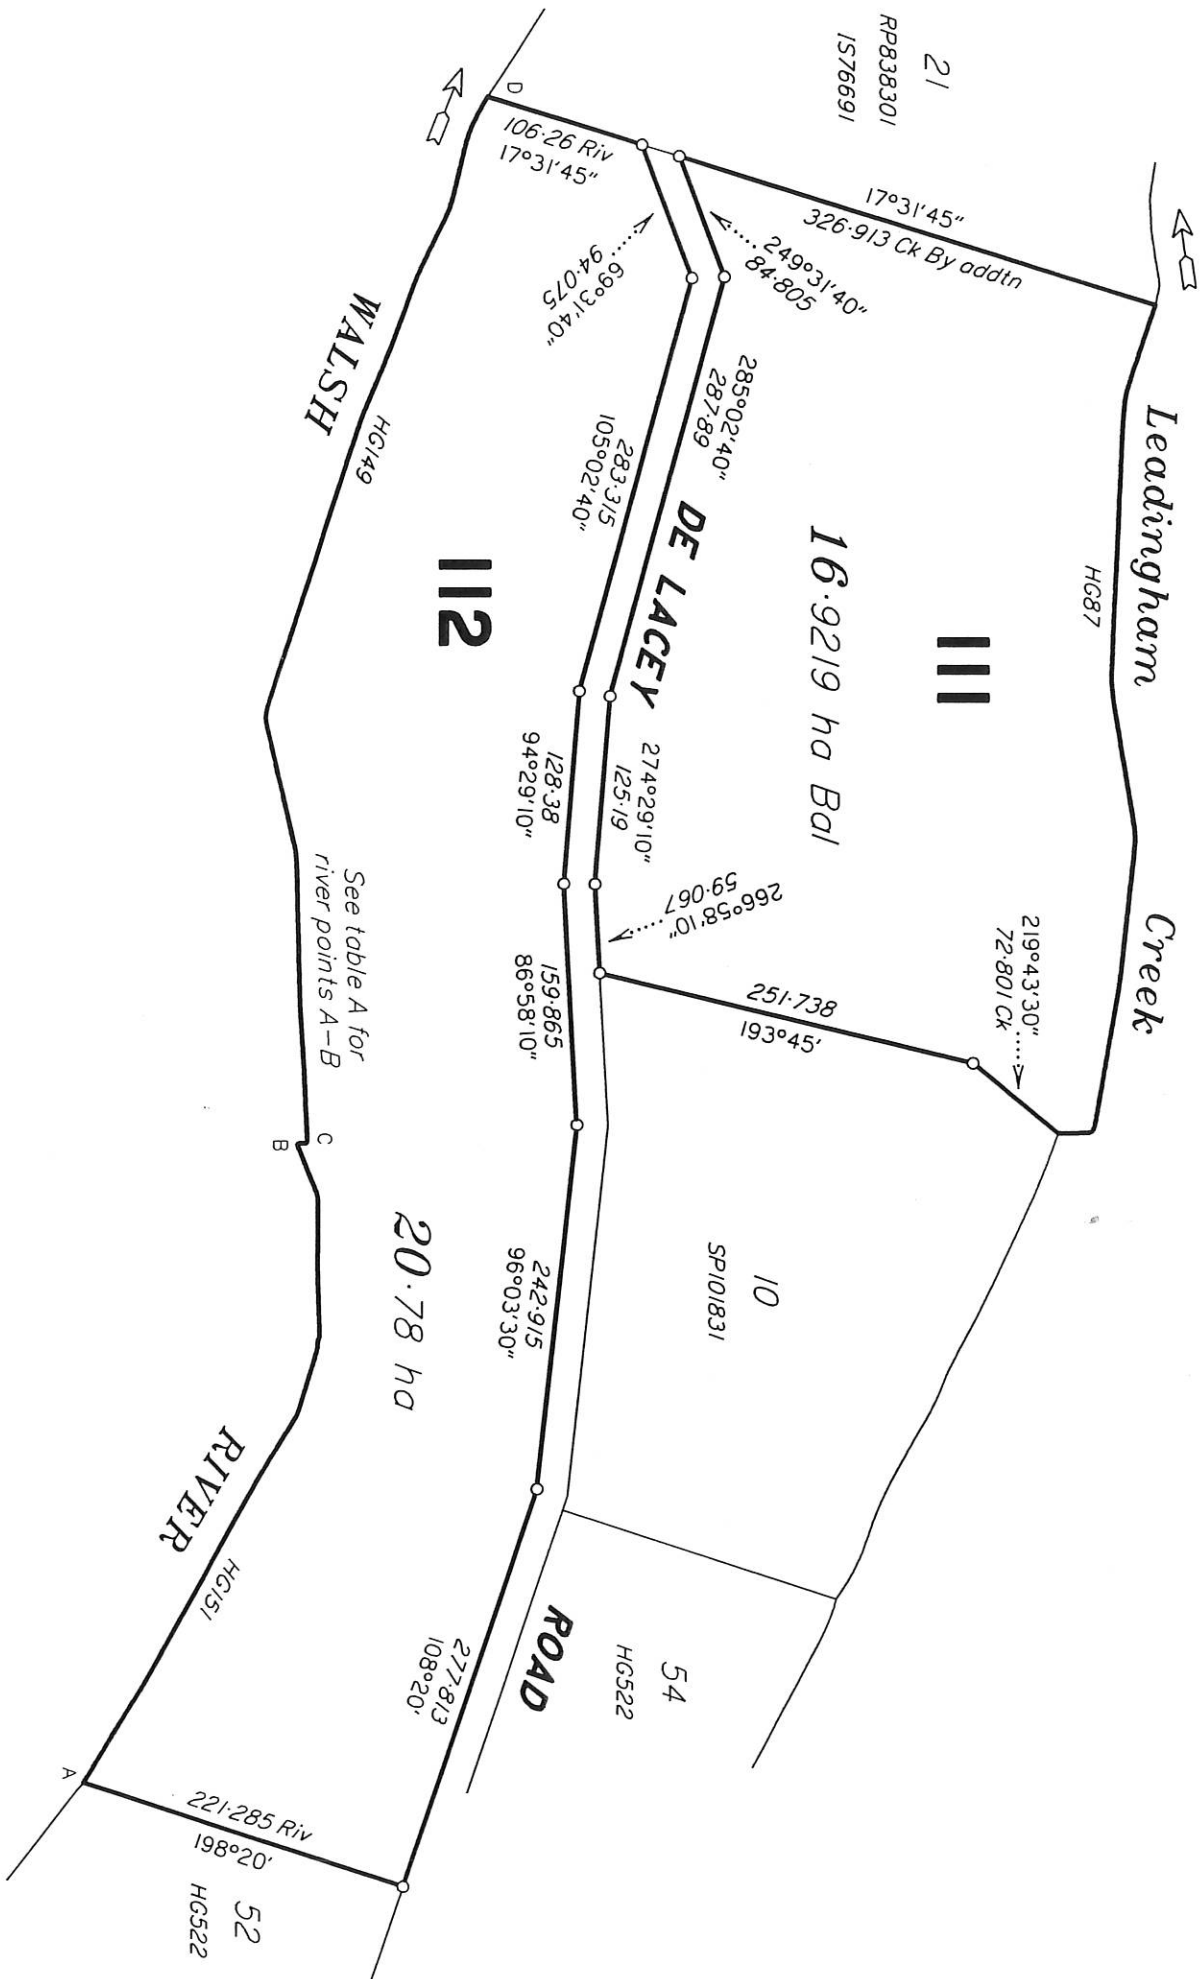 21
RP838301
IS76691
Leadingham
Creek
HG87
17°31'45"
326·913 Ck By addtn
249°31'40"
84·805
285°02'40"
287·89
111
16·9219 ha Bal
219°43'30"
72·801 Ck
251·738
193°45'
274°29'10"
125·19
266°58'10"
59·067
DE LACEY
ROAD
10
SP101831
54
HG522
D
106·26 Riv
17°31'45"
69°31'40"
94·075
283·315
105°02'40"
128·38
94°29'10"
159·865
86°58'10"
242·915
96°03'30"
277·813
108°20'
112
20·78 ha
WALSH
HG149
See table A for
river points A–B
C
B
RIVER
HG151
A
221·285 Riv
198°20'
52
HG522